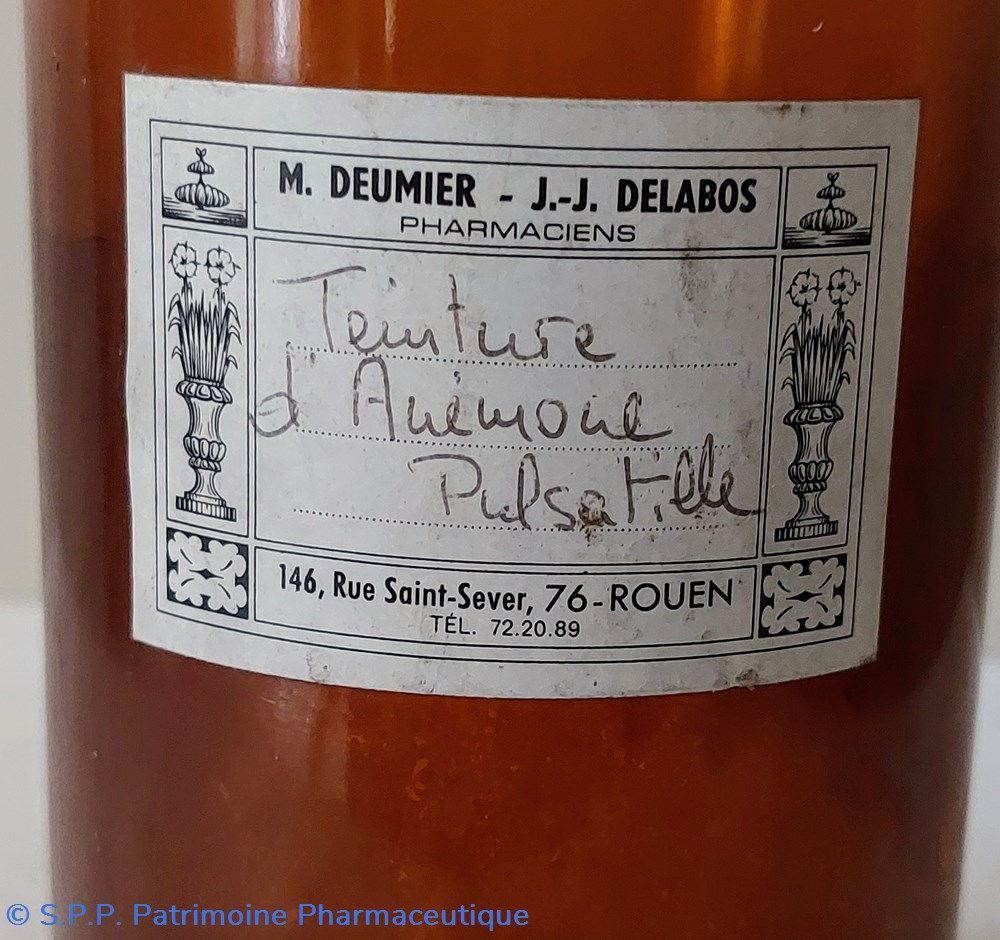 M. DEUMIER - J.-J. DELABOS
PHARMACIENS
Teinture
d'Anémone
Pulsatille
146, Rue Saint-Sever, 76-ROUEN
TÉL. 72.20.89
© S.P.P. Patrimoine Pharmaceutique